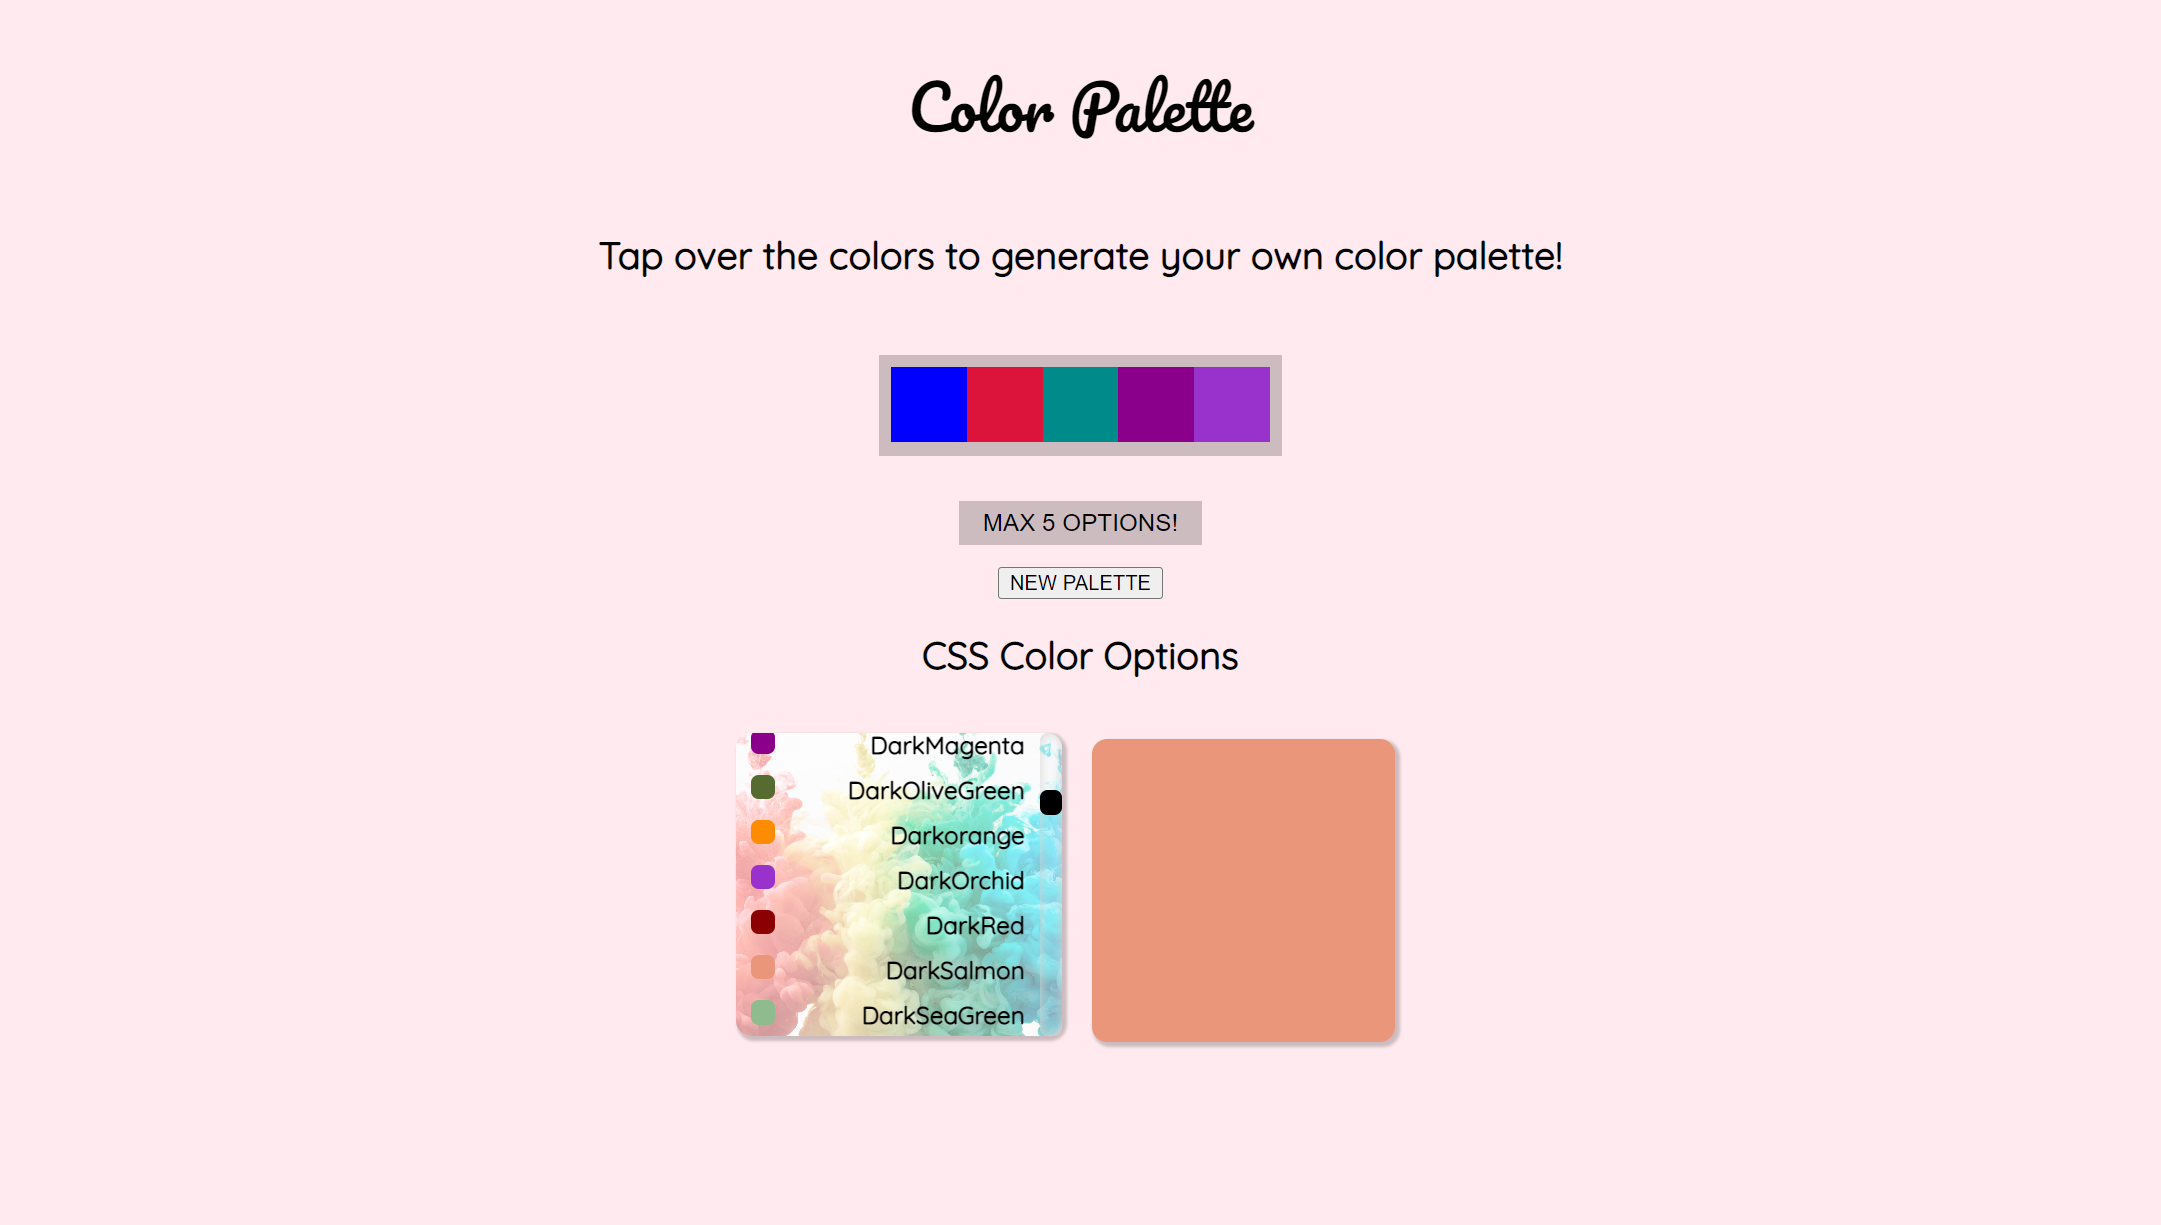 Color Palette
Tap over the colors to generate your own color palette!
MAX 5 OPTIONS!
NEW PALETTE
CSS Color Options
DarkMagenta
DarkOliveGreen
Darkorange
DarkOrchid
DarkRed
DarkSalmon
DarkSeaGreen